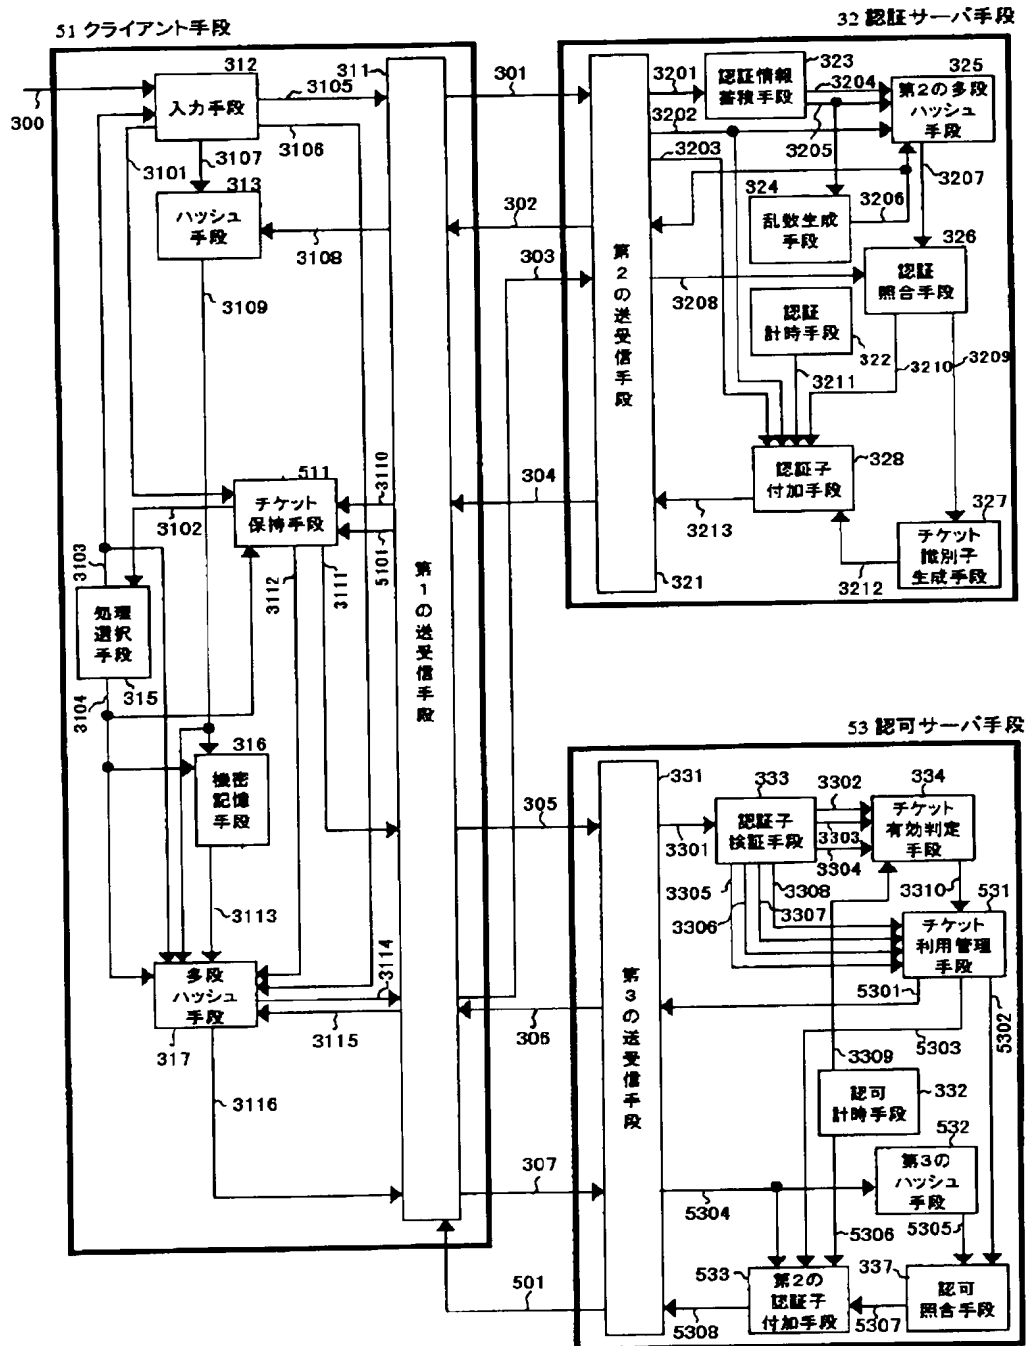 51 クライアント手段
32 認証サーバ手段
300
312
入力手段
3105
3106
3107
3101
313
ハッシュ
手段
3108
3109
311
第1の送受信手段
301
302
303
304
511
チケット
保持手段
3110
5101
3102
3103
3112
3111
処理
選択
手段
315
3104
316
機密
記憶
手段
3113
多段
ハッシュ
手段
317
3114
3115
3116
305
306
307
501
第2の送受信手段
321
3201
3202
3203
323
認証情報
蓄積手段
3204
3205
325
第2の多段
ハッシュ
手段
324
乱数生成
手段
3206
3207
326
認証
照合手段
3208
認証
計時手段
322
3210
3209
3211
認証子
付加手段
328
3213
3212
327
チケット
識別子
生成手段
53 認可サーバ手段
331
第3の送受信手段
3301
333
認証子
検証手段
3302
3303
3304
334
チケット
有効判定
手段
3305
3306
3308
3307
3310
531
チケット
利用管理
手段
5301
5302
5303
3309
認可
計時手段
332
532
第3の
ハッシュ
手段
5304
5306
5305
533
第2の
認証子
付加手段
337
認可
照合手段
5307
5308